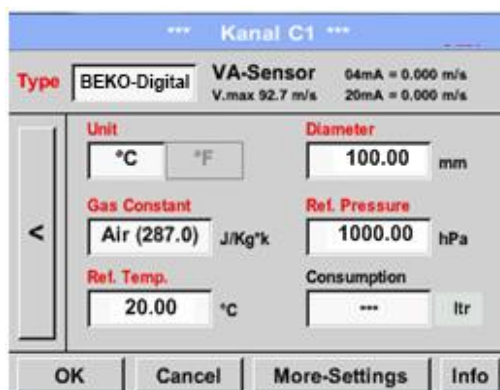 *** Kanal C1 ***
Type BEKO-Digital VA-Sensor 04mA = 0.000 m/s
V.max 92.7 m/s 20mA = 0.000 m/s
Unit Diameter
°C °F 100.00 mm
Gas Constant Ref. Pressure
< Air (287.0) J/Kg*k 1000.00 hPa
Ref. Temp. Consumption
20.00 °C --- ltr
OK Cancel More-Settings Info